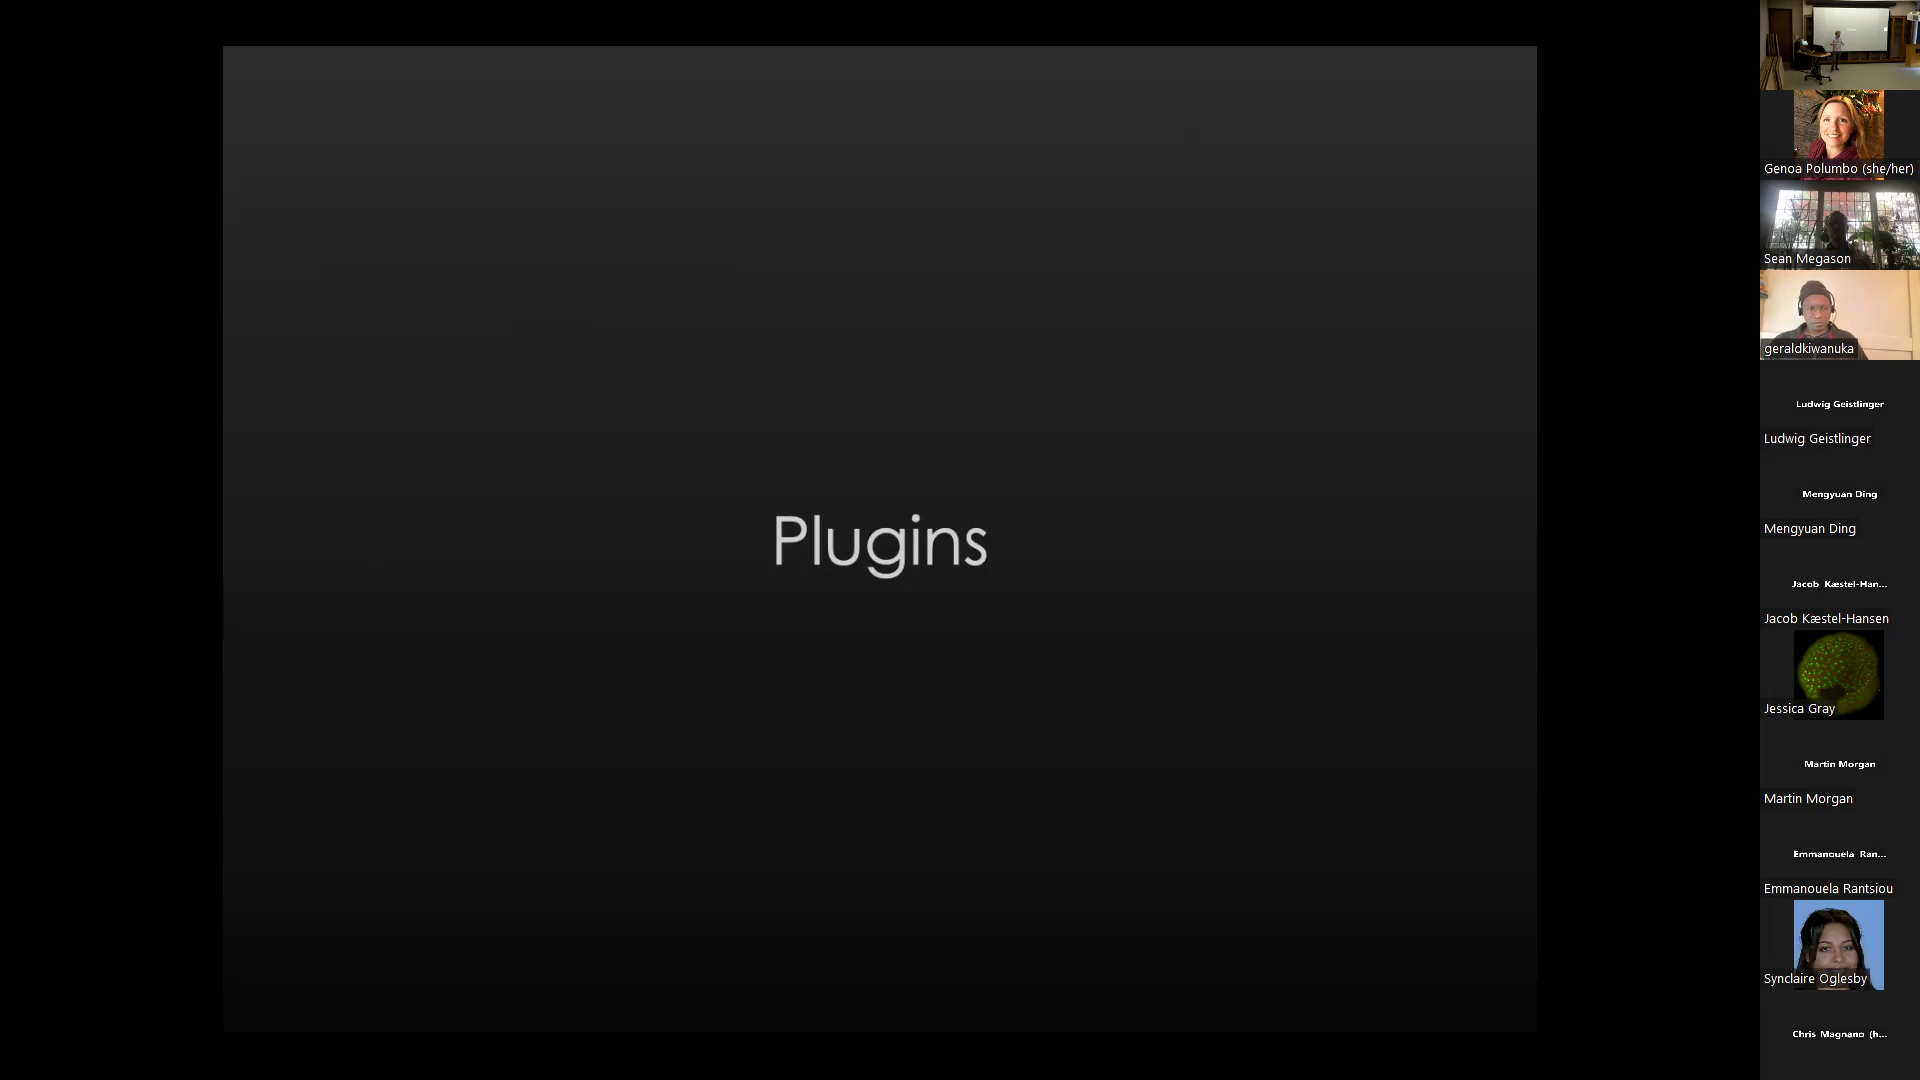 Plugins
Genoa Polumbo (she/her)
Sean Megason
geraldkiwanuka
Ludwig Geistlinger
Ludwig Geistlinger
Mengyuan Ding
Mengyuan Ding
Jacob Kæstel-Han...
Jacob Kæstel-Hansen
Jessica Gray
Martin Morgan
Martin Morgan
Emmanouela Ran...
Emmanouela Rantsiou
Synclaire Oglesby
Chris Magnano (h...